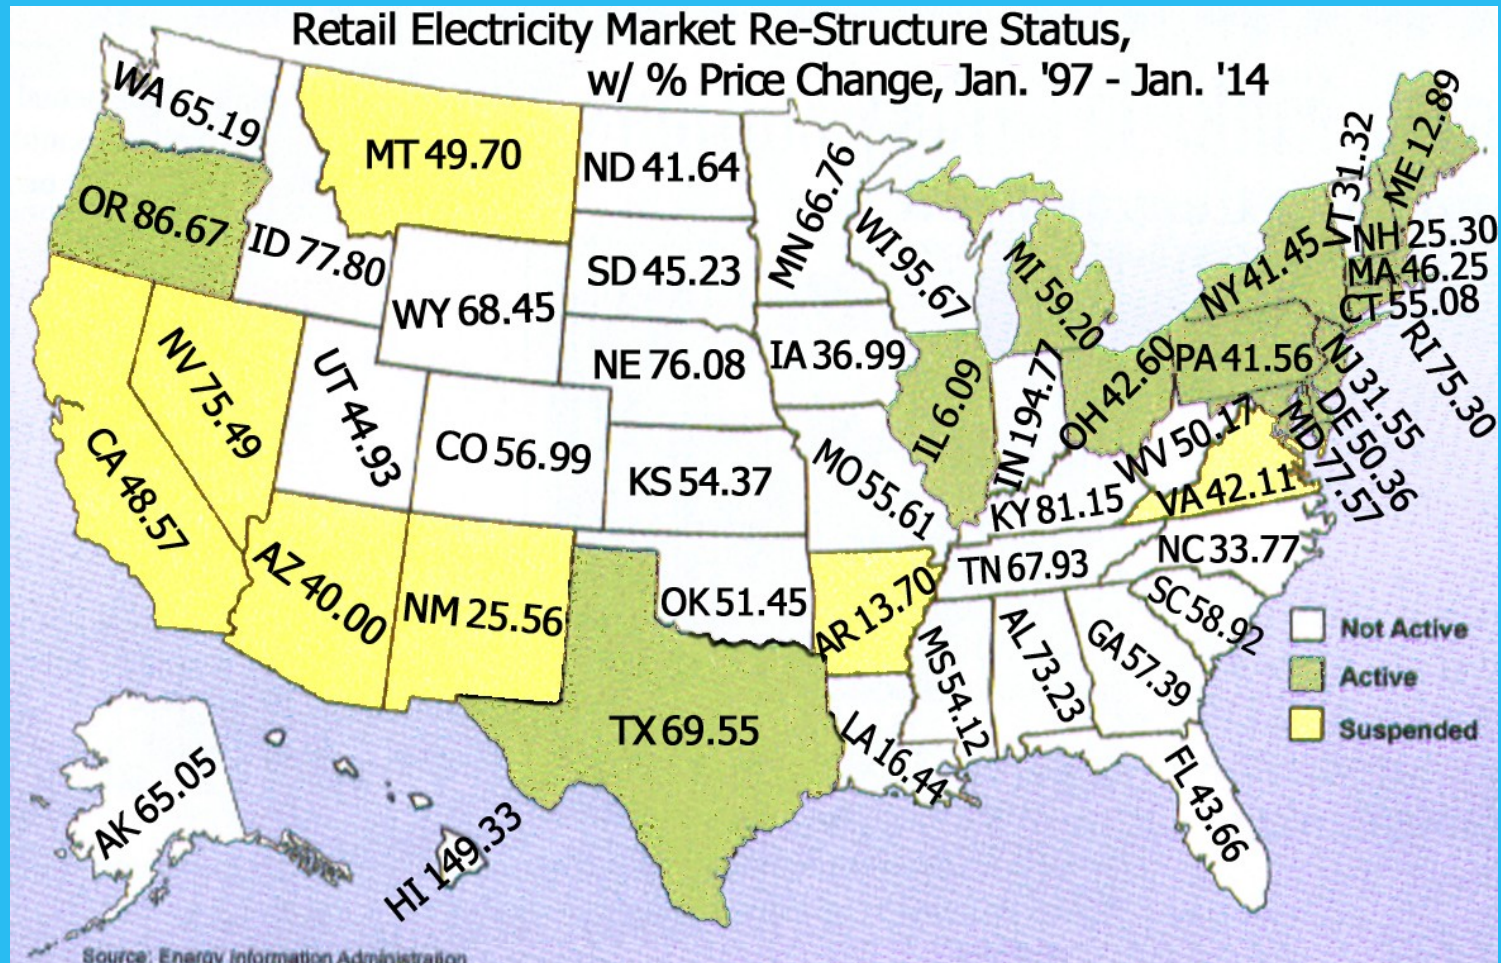 Retail Electricity Market Re-Structure Status,
w/ % Price Change, Jan. '97 - Jan. '14
WA 65.19
MT 49.70
ND 41.64
MN 66.76
VT 31.32
ME 12.89
OR 86.67
ID 77.80
WY 68.45
SD 45.23
WI 95.67
MI 59.20
NY 41.45
NH 25.30
MA 46.25
CT 55.08
RI 75.30
NV 75.49
UT 44.93
NE 76.08
IA 36.99
IL 6.09
IN 194.77
OH 42.60
PA 41.56
NJ 31.55
DE 50.36
MD 77.57
CA 48.57
CO 56.99
KS 54.37
MO 55.61
KY 81.15
WV 50.17
VA 42.11
AZ 40.00
NM 25.56
OK 51.45
AR 13.70
TN 67.93
NC 33.77
SC 58.92
MS 54.12
AL 73.23
GA 57.39
TX 69.55
LA 16.44
FL 43.66
AK 65.05
HI 149.33
Not Active
Active
Suspended
Source: Energy Information Administration